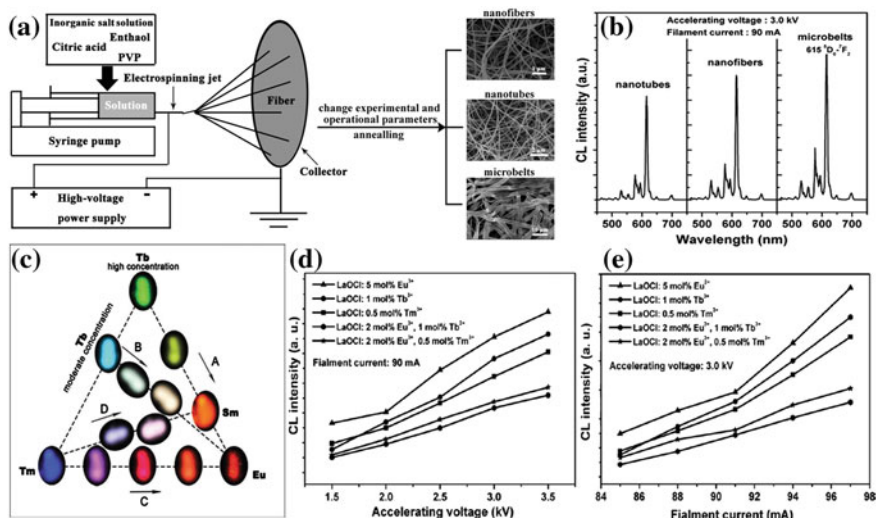 (a)
Inorganic salt solution
Enthaol
Citric acid
PVP
Electrospinning jet
Solution
Syringe pump
+
High-voltage
power supply
−
Fiber
Collector
change experimental and
operational parameters
annealling
nanofibers
nanotubes
microbelts
(b)
Accelerating voltage : 3.0 kV
Filament current : 90 mA
nanotubes
nanofibers
microbelts
615 ⁵D₀-⁷F₂
CL intensity (a.u.)
500 600 700 500 600 700 500 600 700
Wavelength (nm)
(c)
Tb
high concentration
Tb
moderate concentration
A
B
D
Sm
Tm
Eu
C
(d)
LaOCl: 5 mol% Eu³⁺
LaOCl: 1 mol% Tb³⁺
LaOCl: 0.5 mol% Tm³⁺
LaOCl: 2 mol% Eu³⁺, 1 mol% Tb³⁺
LaOCl: 2 mol% Eu³⁺, 0.5 mol% Tm³⁺
Fialment current: 90 mA
CL intensity (a. u.)
1.5 2.0 2.5 3.0 3.5
Accelerating voltage (kV)
(e)
LaOCl: 5 mol% Eu³⁺
LaOCl: 1 mol% Tb³⁺
LaOCl: 0.5 mol% Tm³⁺
LaOCl: 2 mol% Eu³⁺, 1 mol% Tb³⁺
LaOCl: 2 mol% Eu³⁺, 0.5 mol% Tm³⁺
Accelerating voltage: 3.0 kV
CL intensity (a. u.)
84 86 88 90 92 94 96 98
Fialment current (mA)